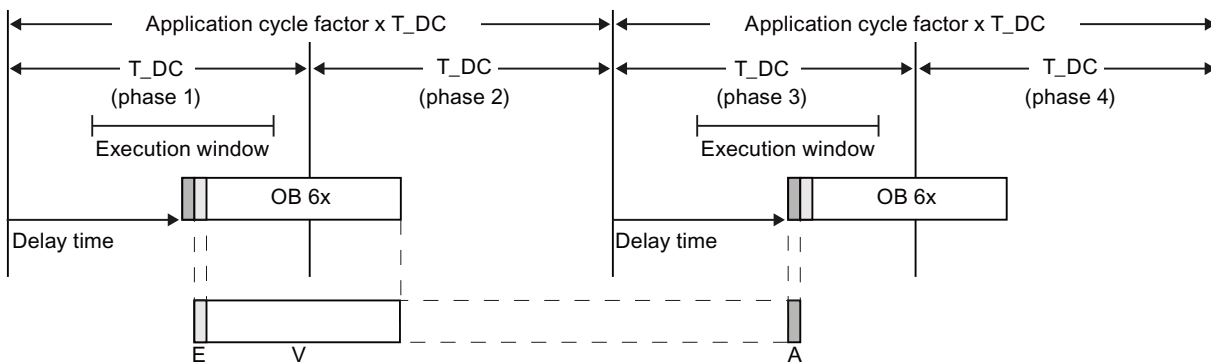 Application cycle factor x T_DC
Application cycle factor x T_DC
T_DC
T_DC
T_DC
T_DC
(phase 1)
(phase 2)
(phase 3)
(phase 4)
Execution window
Execution window
OB 6x
OB 6x
Delay time
Delay time
E
V
A